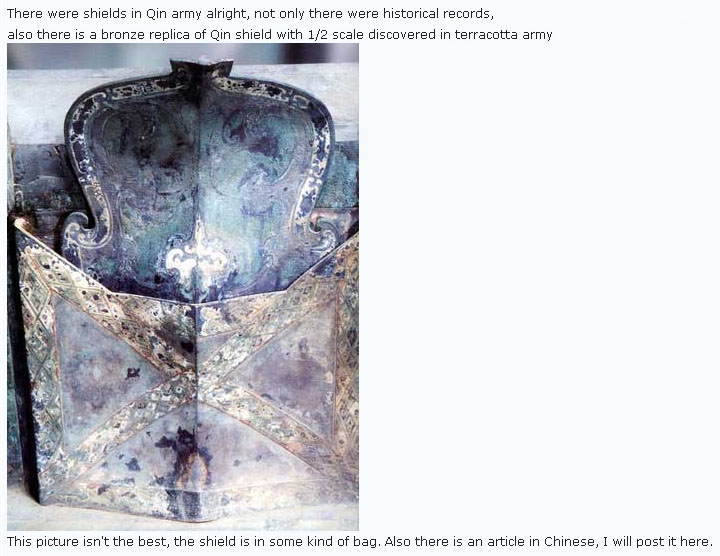 There were shields in Qin army alright, not only there were historical records,
also there is a bronze replica of Qin shield with 1/2 scale discovered in terracotta army
This picture isn't the best, the shield is in some kind of bag. Also there is an article in Chinese, I will post it here.